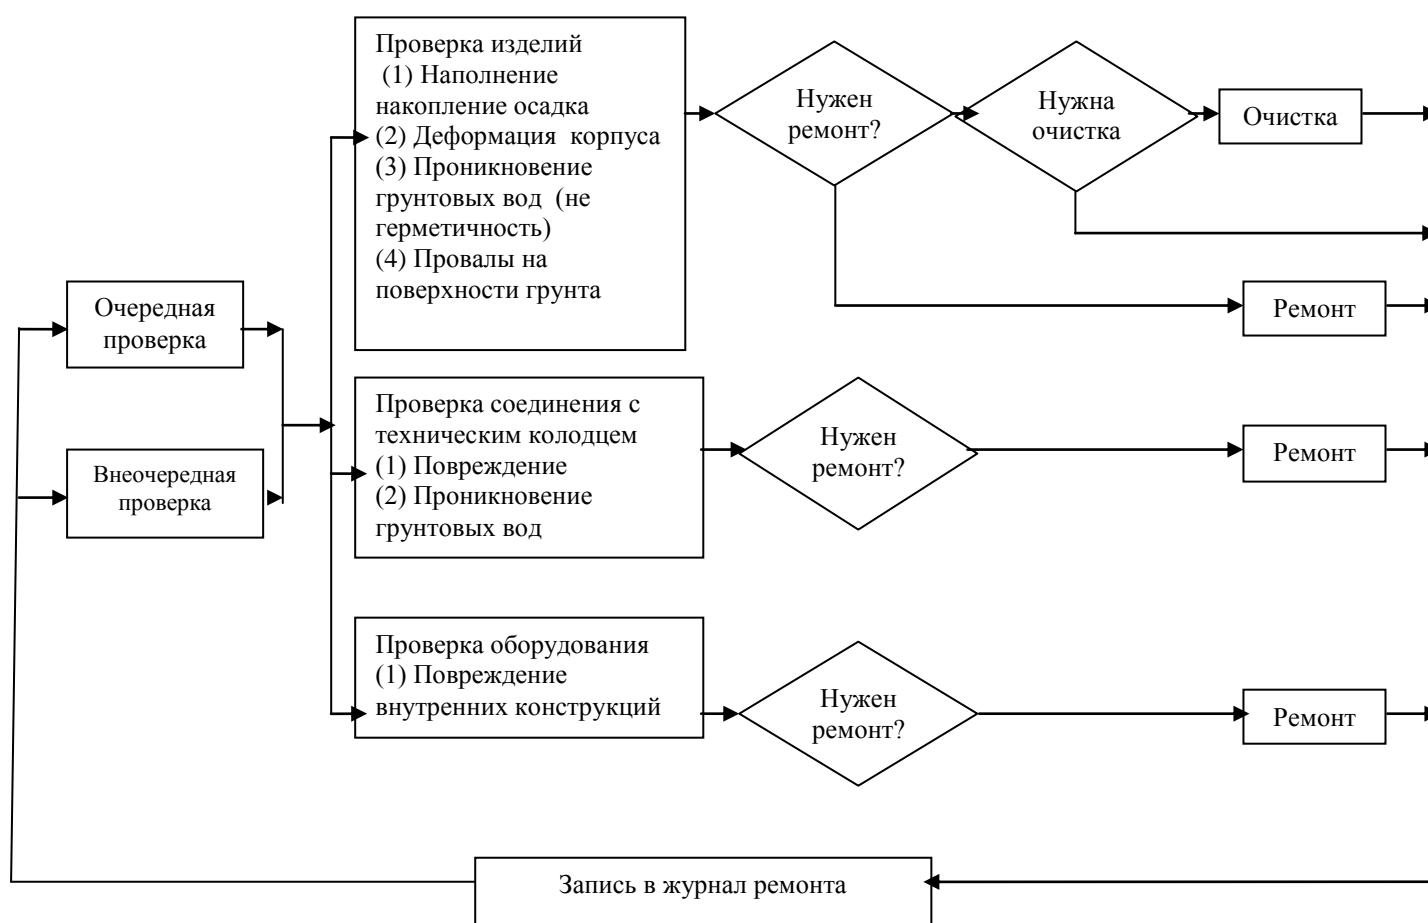 Проверка изделий
(1) Наполнение
накопление осадка
(2) Деформация корпуса
(3) Проникновение
грунтовых вод (не
герметичность)
(4) Провалы на
поверхности грунта
Нужен
ремонт?
Нужна
очистка
Очистка
Ремонт
Очередная
проверка
Внеочередная
проверка
Проверка соединения с
техническим колодцем
(1) Повреждение
(2) Проникновение
грунтовых вод
Нужен
ремонт?
Ремонт
Проверка оборудования
(1) Повреждение
внутренних конструкций
Нужен
ремонт?
Ремонт
Запись в журнал ремонта